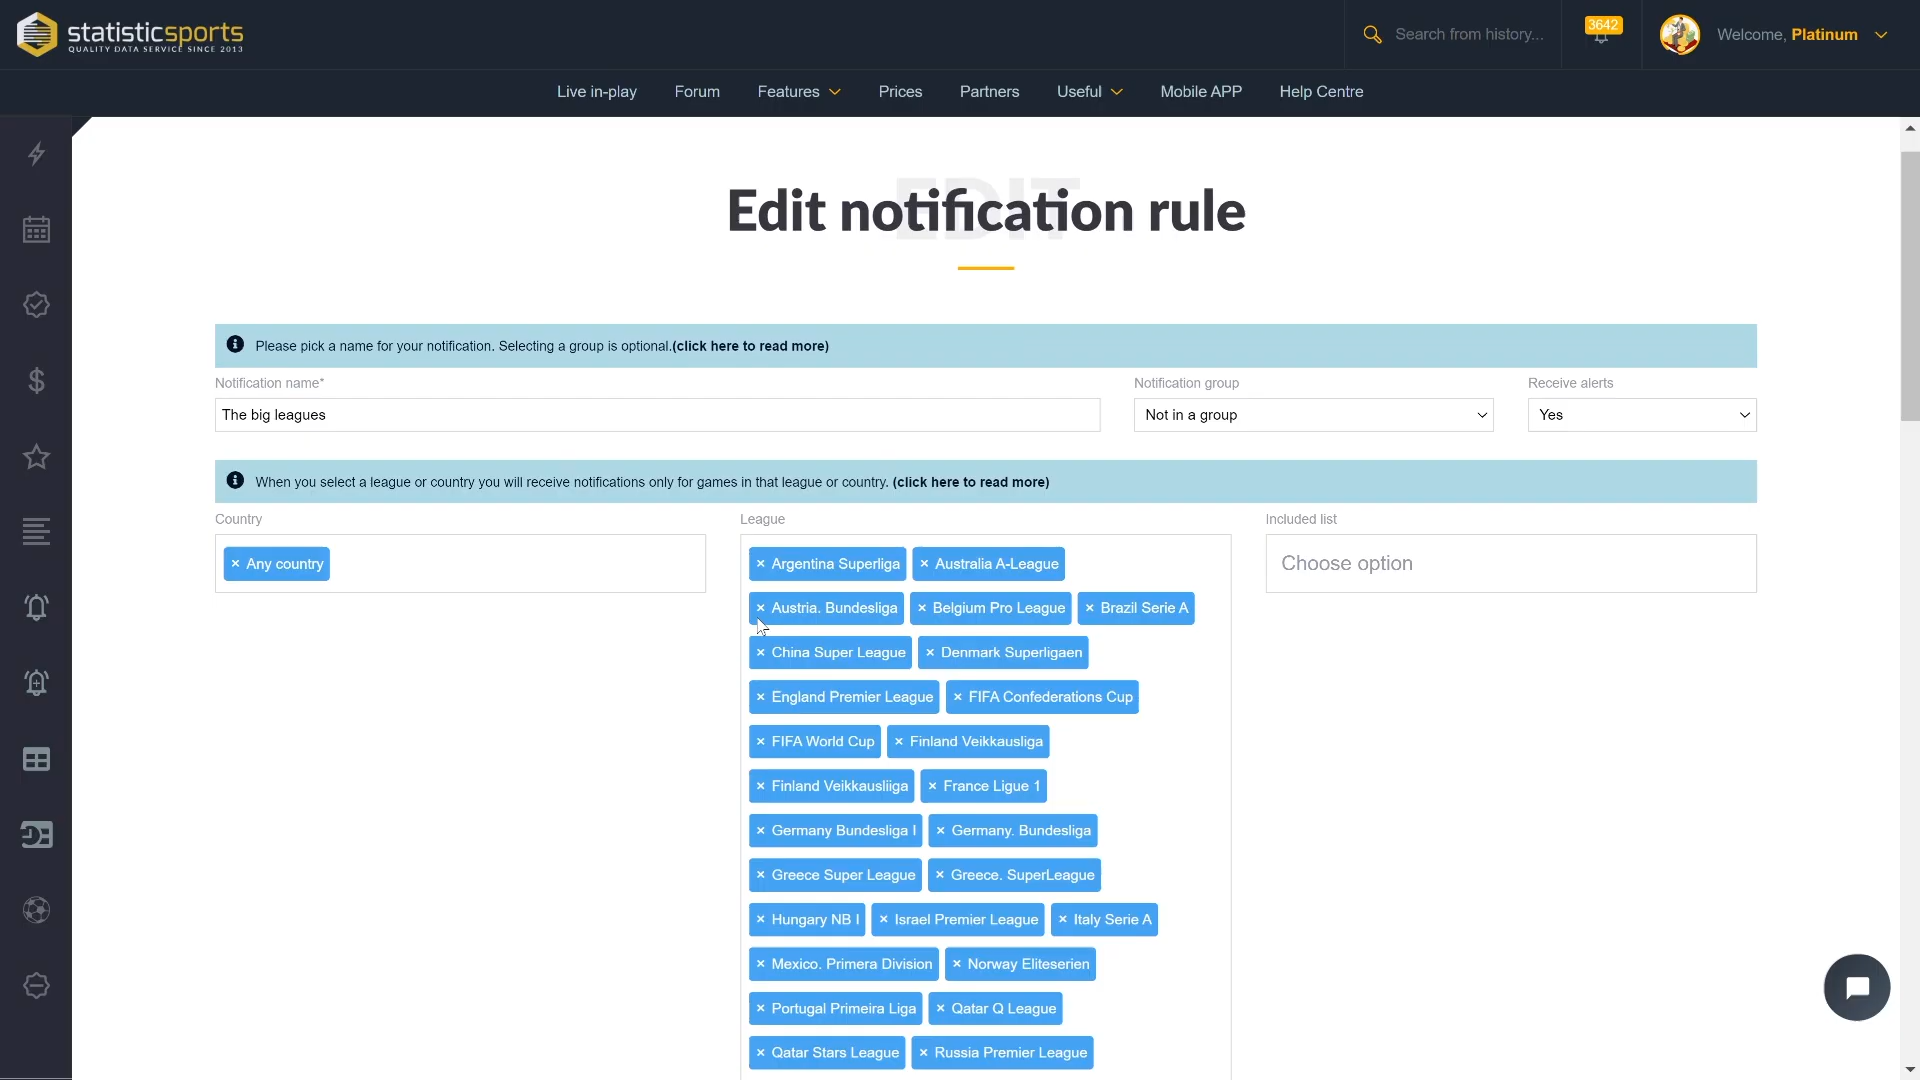 statisticsports
QUALITY DATA SERVICE SINCE 2013
Search from history...
3642
Welcome, Platinum
Live in-play Forum Features Prices Partners Useful Mobile APP Help Centre
EDIT
Edit notification rule
Please pick a name for your notification. Selecting a group is optional.(click here to read more)
Notification name* Notification group Receive alerts
The big leagues Not in a group Yes
When you select a league or country you will receive notifications only for games in that league or country. (click here to read more)
Country League Included list
× Any country × Argentina Superliga × Australia A-League Choose option
× Austria. Bundesliga × Belgium Pro League × Brazil Serie A
× China Super League × Denmark Superligaen
× England Premier League × FIFA Confederations Cup
× FIFA World Cup × Finland Veikkausliga
× Finland Veikkausliiga × France Ligue 1
× Germany Bundesliga I × Germany. Bundesliga
× Greece Super League × Greece. SuperLeague
× Hungary NB I × Israel Premier League × Italy Serie A
× Mexico. Primera Division × Norway Eliteserien
× Portugal Primeira Liga × Qatar Q League
× Qatar Stars League × Russia Premier League